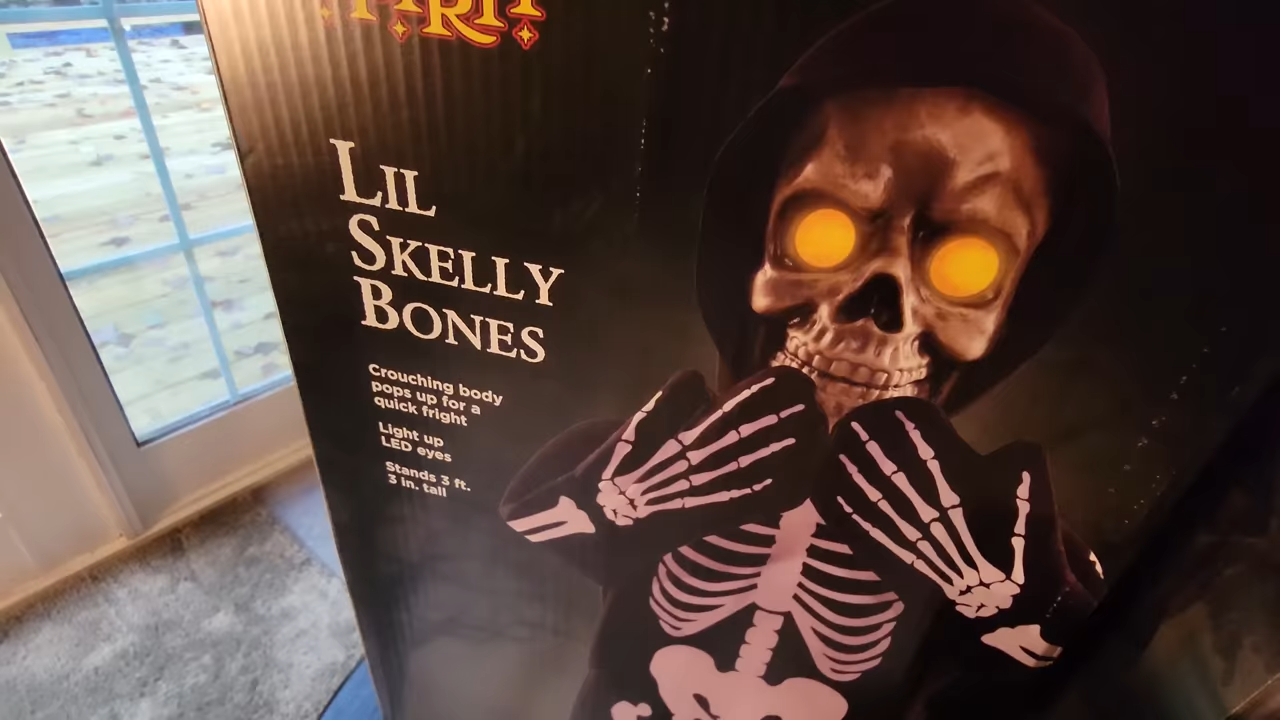 LIL
SKELLY
BONES
Crouching body
pops up for a
quick fright
Light up
LED eyes
Stands 3 ft.
3 in. tall